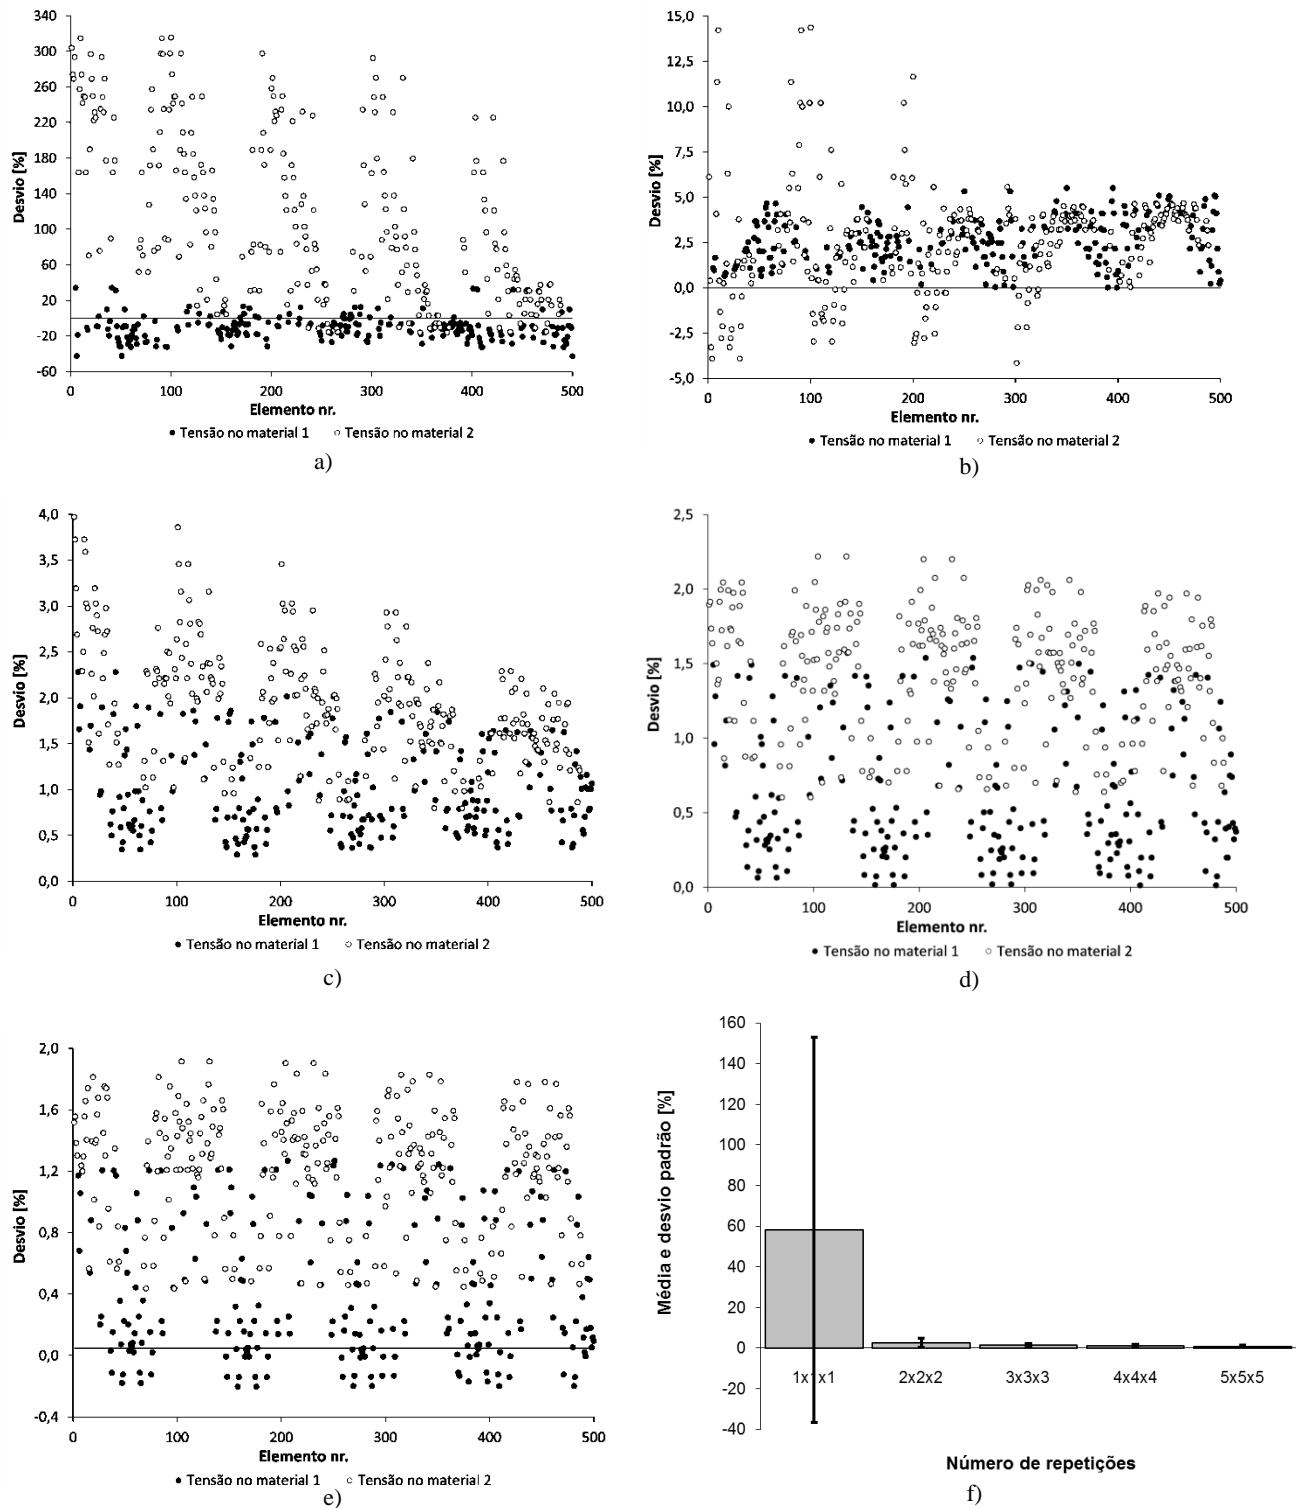 340
300
260
220
180
140
100
60
20
-20
-60
Desvio [%]
0 100 200 300 400 500
Elemento nr.
Tensão no material 1 Tensão no material 2
a)
15,0
12,5
10,0
7,5
5,0
2,5
0,0
-2,5
-5,0
Desvio [%]
0 100 200 300 400 500
Elemento nr.
Tensão no material 1 Tensão no material 2
b)
4,0
3,5
3,0
2,5
2,0
1,5
1,0
0,5
0,0
Desvio [%]
0 100 200 300 400 500
Elemento nr.
Tensão no material 1 Tensão no material 2
c)
2,5
2,0
1,5
1,0
0,5
0,0
Desvio [%]
0 100 200 300 400 500
Elemento nr.
Tensão no material 1 Tensão no material 2
d)
2,0
1,6
1,2
0,8
0,4
0,0
-0,4
Desvio [%]
0 100 200 300 400 500
Elemento nr.
Tensão no material 1 Tensão no material 2
e)
160
140
120
100
80
60
40
20
0
-20
-40
Média e desvio padrão [%]
1x1x1 2x2x2 3x3x3 4x4x4 5x5x5
Número de repetições
f)